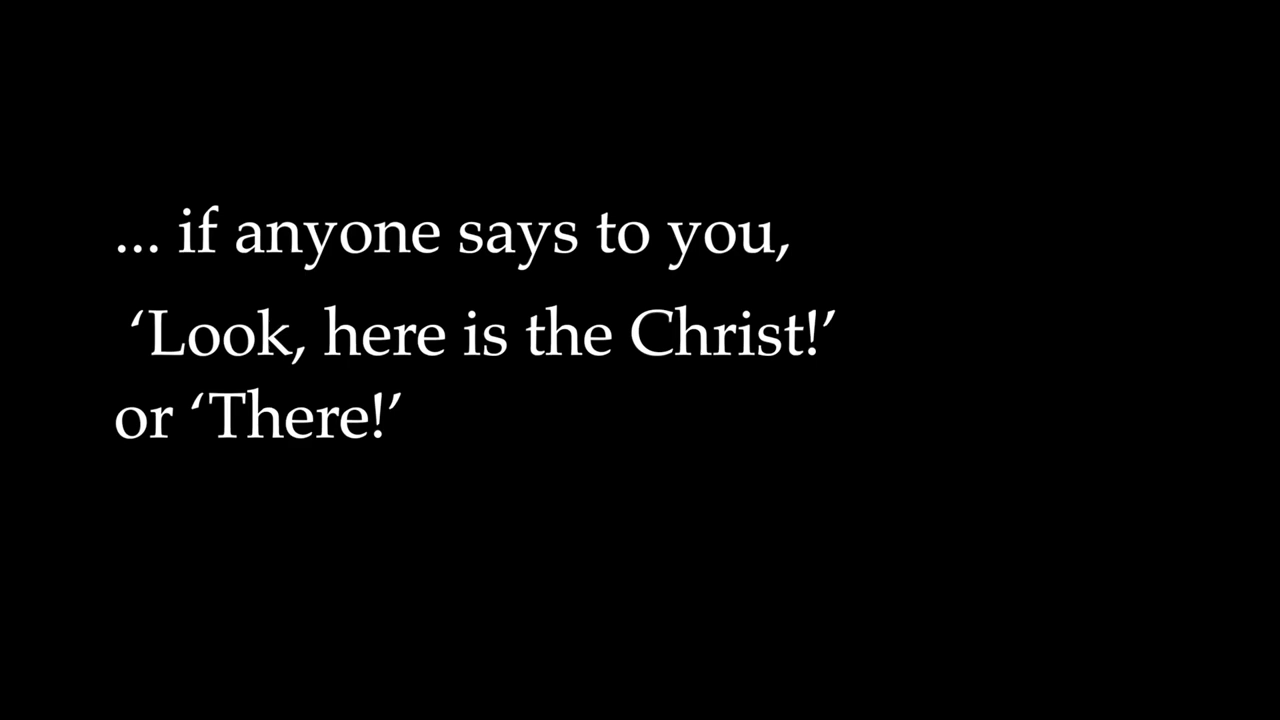 ... if anyone says to you,
‘Look, here is the Christ!’
or ‘There!’